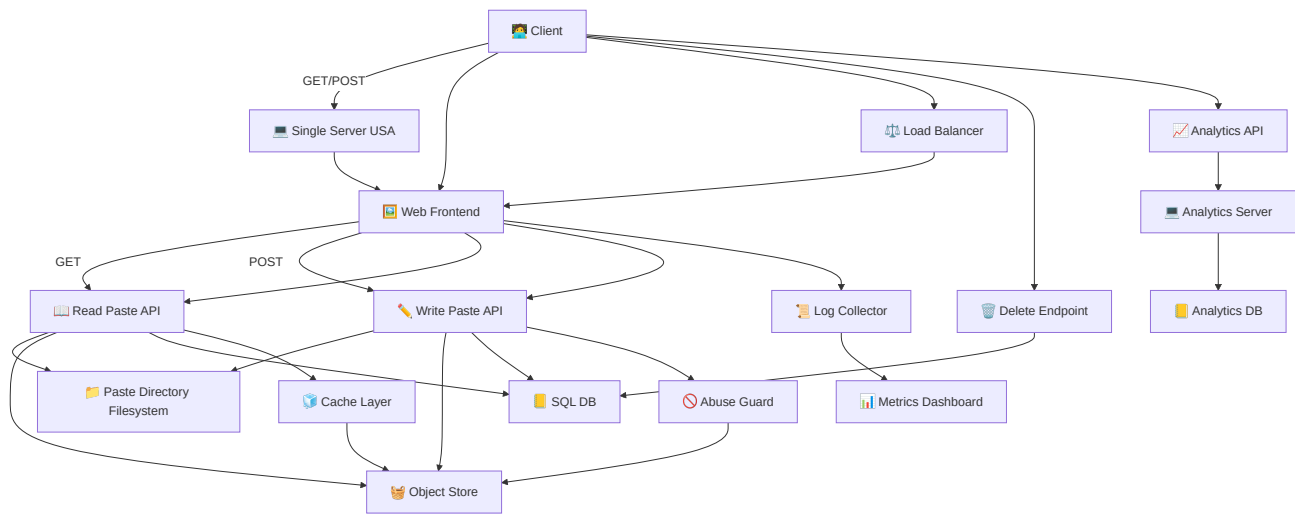 🧑‍💻 Client
GET/POST
💻 Single Server USA
⚖️ Load Balancer
📈 Analytics API
🖼️ Web Frontend
💻 Analytics Server
GET
POST
📖 Read Paste API
✏️ Write Paste API
📜 Log Collector
🗑️ Delete Endpoint
📒 Analytics DB
📁 Paste Directory
Filesystem
🧊 Cache Layer
📒 SQL DB
🚫 Abuse Guard
📊 Metrics Dashboard
🧺 Object Store